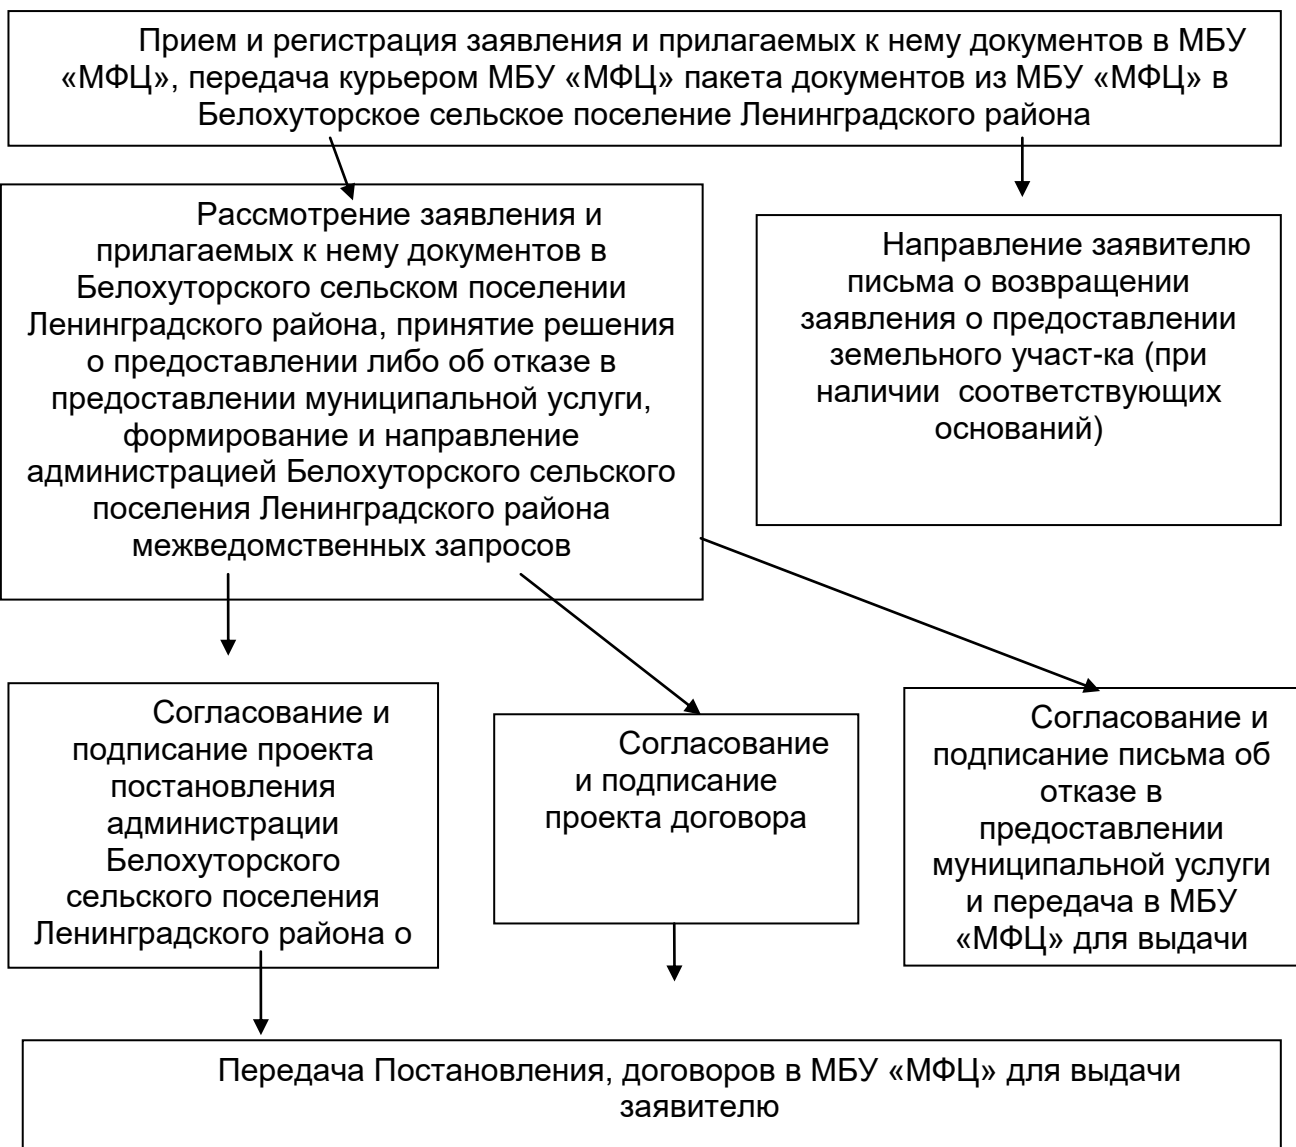 Прием и регистрация заявления и прилагаемых к нему документов в МБУ
«МФЦ», передача курьером МБУ «МФЦ» пакета документов из МБУ «МФЦ» в
Белохуторское сельское поселение Ленинградского района
Рассмотрение заявления и
прилагаемых к нему документов в
Белохуторского сельском поселении
Ленинградского района, принятие решения
о предоставлении либо об отказе в
предоставлении муниципальной услуги,
формирование и направление
администрацией Белохуторского сельского
поселения Ленинградского района
межведомственных запросов
Направление заявителю
письма о возвращении
заявления о предоставлении
земельного участ-ка (при
наличии соответствующих
оснований)
Согласование и
подписание проекта
постановления
администрации
Белохуторского
сельского поселения
Ленинградского района о
Согласование
и подписание
проекта договора
Согласование и
подписание письма об
отказе в
предоставлении
муниципальной услуги
и передача в МБУ
«МФЦ» для выдачи
Передача Постановления, договоров в МБУ «МФЦ» для выдачи
заявителю